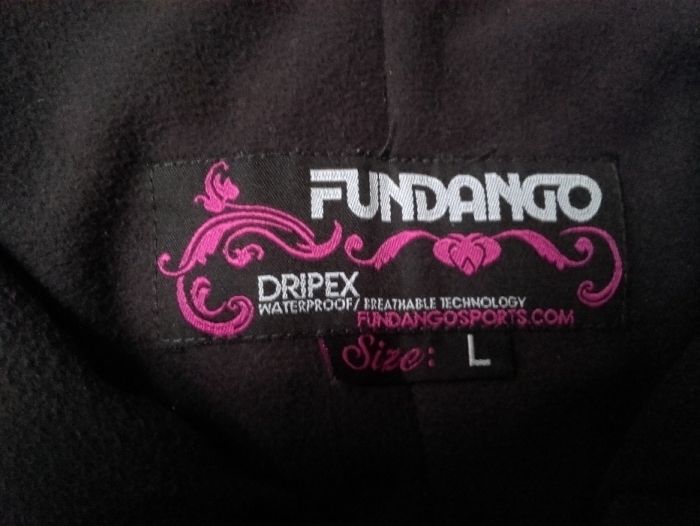 FUNDANGO
DRIPEX
WATERPROOF/ BREATHABLE TECHNOLOGY
FUNDANGOSPORTS.COM
Size: L